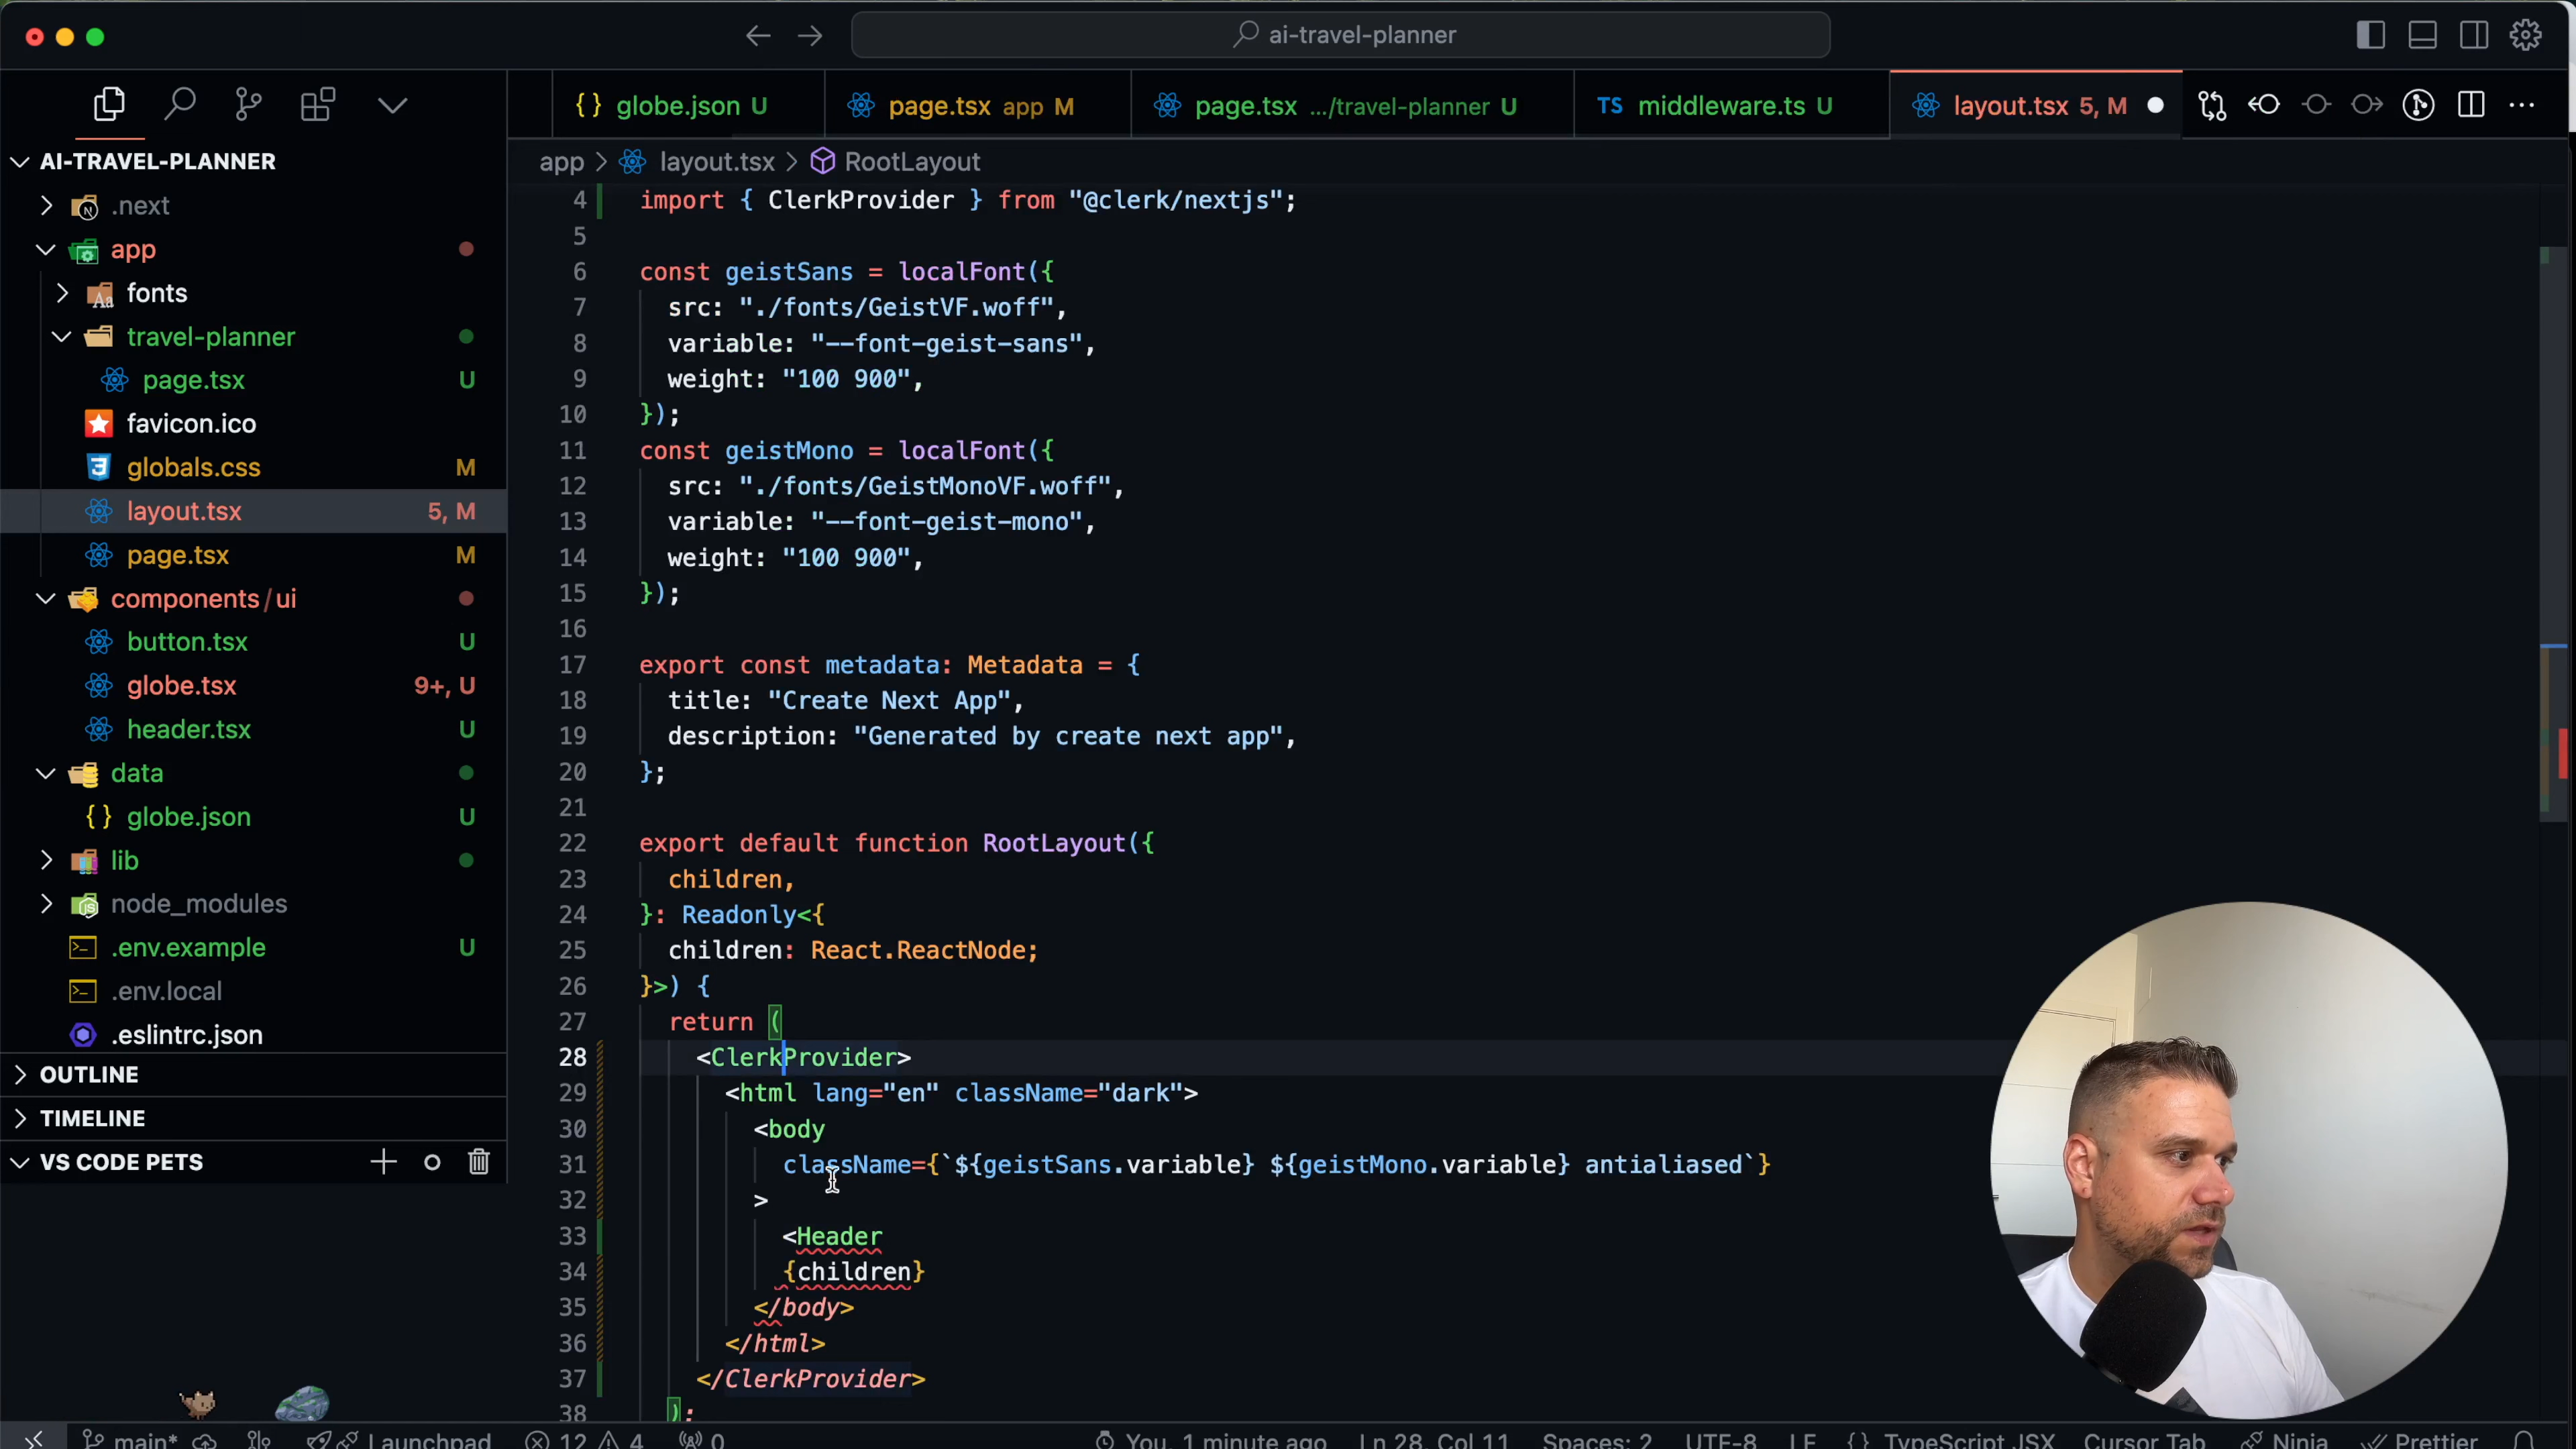 ai-travel-planner
globe.json U
page.tsx app M
page.tsx .../travel-planner U
TS middleware.ts U
layout.tsx 5, M
AI-TRAVEL-PLANNER
.next
app
fonts
travel-planner
page.tsx U
favicon.ico
globals.css M
layout.tsx 5, M
page.tsx M
components/ui
button.tsx U
globe.tsx 9+, U
header.tsx U
data
globe.json U
lib
node_modules
.env.example U
.env.local
.eslintrc.json
OUTLINE
TIMELINE
VS CODE PETS
app > layout.tsx > RootLayout
4 import { ClerkProvider } from "@clerk/nextjs";
5
6 const geistSans = localFont({
7 src: "./fonts/GeistVF.woff",
8 variable: "--font-geist-sans",
9 weight: "100 900",
10 });
11 const geistMono = localFont({
12 src: "./fonts/GeistMonoVF.woff",
13 variable: "--font-geist-mono",
14 weight: "100 900",
15 });
16
17 export const metadata: Metadata = {
18 title: "Create Next App",
19 description: "Generated by create next app",
20 };
21
22 export default function RootLayout({
23 children,
24 }: Readonly<{
25 children: React.ReactNode;
26 }>) {
27 return (
28 <ClerkProvider>
29 <html lang="en" className="dark">
30 <body
31 className={`${geistSans.variable} ${geistMono.variable} antialiased`}
32 >
33 <Header
34 {children}
35 </body>
36 </html>
37 </ClerkProvider>
38 );
main* Launchpad 12 4 0 You, 1 minute ago Ln 28, Col 11 Spaces: 2 UTF-8 LF {} TypeScript JSX Cursor Tab Ninja Prettier